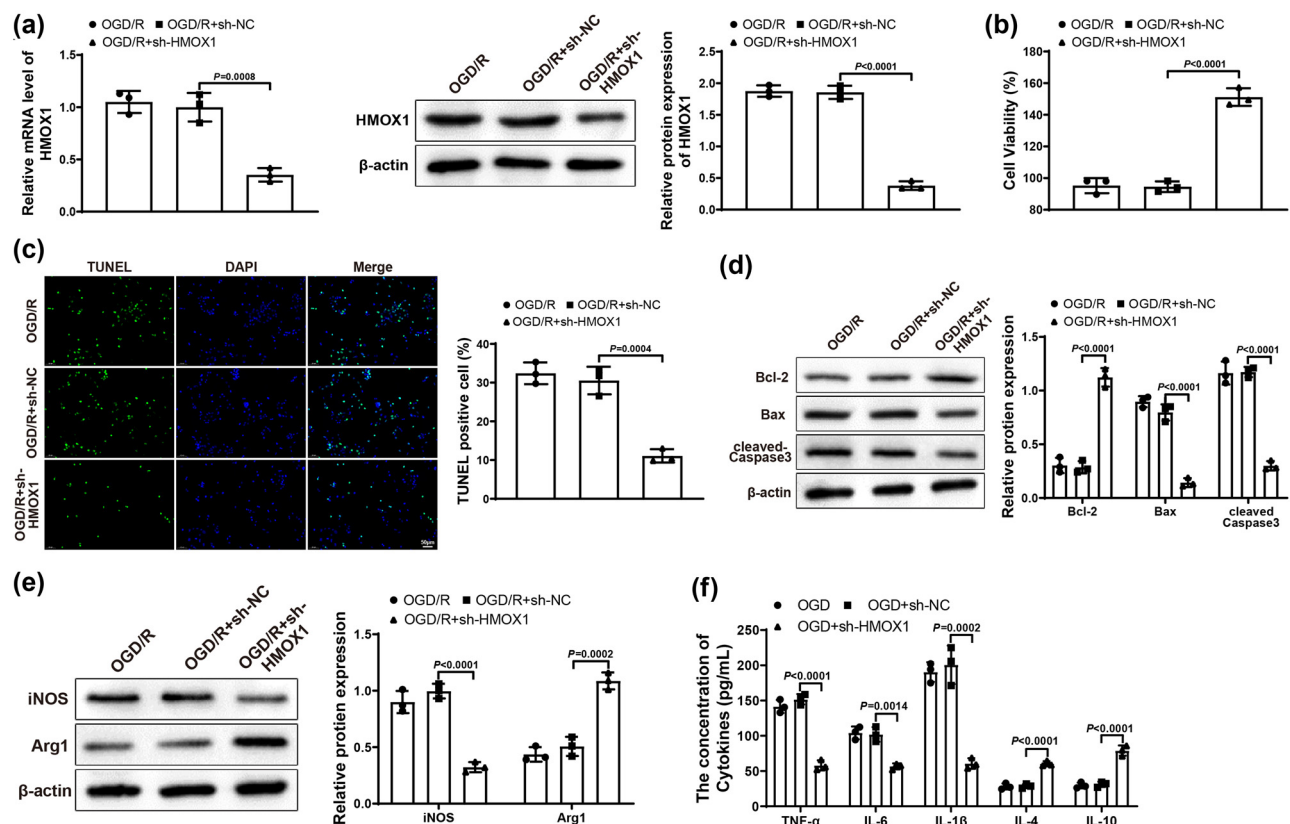 (a)
OGD/R OGD/R+sh-NC
OGD/R+sh-HMOX1
Relative mRNA level of
HMOX1
1.5
1.0
0.5
0.0
P=0.0008
OGD/R
OGD/R+sh-NC
OGD/R+sh-
HMOX1
HMOX1
β-actin
OGD/R OGD/R+sh-NC
OGD/R+sh-HMOX1
Relative protein expression
of HMOX1
2.5
2.0
1.5
1.0
0.5
0.0
P<0.0001
(b)
OGD/R OGD/R+sh-NC
OGD/R+sh-HMOX1
Cell Viability (%)
180
160
140
120
100
80
P<0.0001
(c)
TUNEL DAPI Merge
OGD/R
OGD/R+sh-NC
OGD/R+sh-
HMOX1
50μm
OGD/R OGD/R+sh-NC
OGD/R+sh-HMOX1
TUNEL positive cell (%)
40
30
20
10
0
P=0.0004
(d)
OGD/R
OGD/R+sh-NC
OGD/R+sh-
HMOX1
Bcl-2
Bax
cleaved-
Caspase3
β-actin
OGD/R OGD/R+sh-NC
OGD/R+sh-HMOX1
Relative protien expression
1.5
1.0
0.5
0.0
P<0.0001
P<0.0001
P<0.0001
Bcl-2 Bax cleaved
Caspase3
(e)
OGD/R
OGD/R+sh-NC
OGD/R+sh-
HMOX1
iNOS
Arg1
β-actin
OGD/R OGD/R+sh-NC
OGD/R+sh-HMOX1
Relative protien expression
1.5
1.0
0.5
0.0
P<0.0001
P=0.0002
iNOS Arg1
(f)
OGD OGD+sh-NC
OGD+sh-HMOX1
The concentration of
Cytokines (pg/mL)
250
200
150
100
50
0
P<0.0001
P=0.0014
P=0.0002
P<0.0001
P<0.0001
TNF-α IL-6 IL-1β IL-4 IL-10